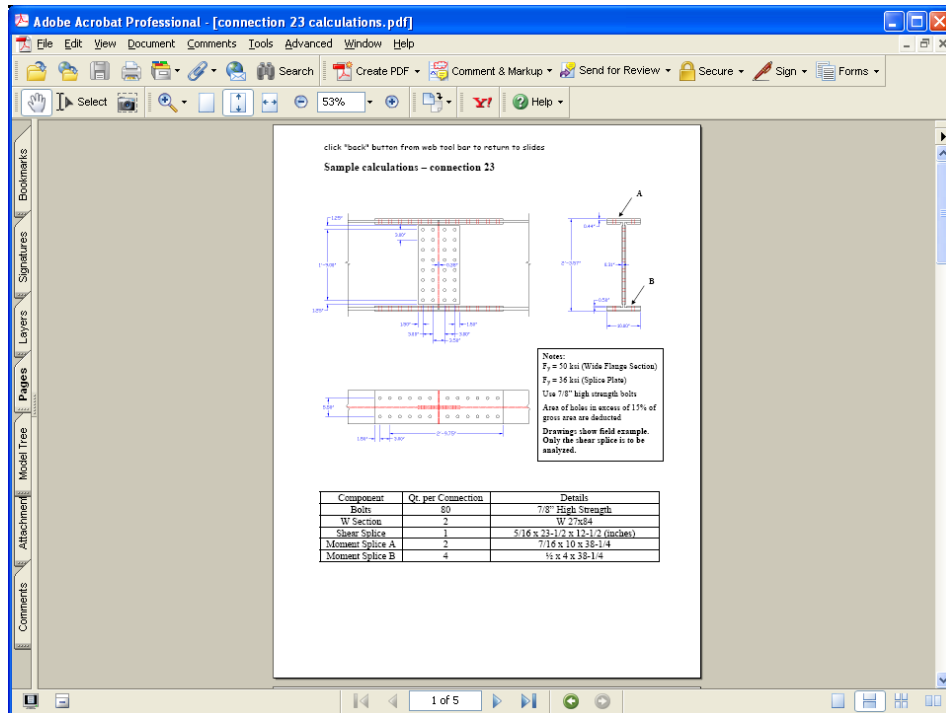 Adobe Acrobat Professional - [connection 23 calculations.pdf]
File Edit View Document Comments Tools Advanced Window Help
Search Create PDF Comment & Markup Send for Review Secure Sign Forms
Select 53% Y! Help
Bookmarks
Signatures
Layers
Pages
Model Tree
Attachment
Comments
click "back" button from web tool bar to return to slides
Sample calculations – connection 23
A
B
Notes:
Fy = 50 ksi (Wide Flange Section)
Fy = 36 ksi (Splice Plate)
Use 7/8" high strength bolts
Area of holes in excess of 15% of
gross area are deducted
Drawings show field example.
Only the shear splice is to be
analyzed.
Component Qt. per Connection Details
Bolts 80 7/8" High Strength
W Section 2 W 27x84
Shear Splice 1 5/16 x 23-1/2 x 12-1/2 (inches)
Moment Splice A 2 7/16 x 10 x 38-1/4
Moment Splice B 4 ½ x 4 x 38-1/4
1 of 5